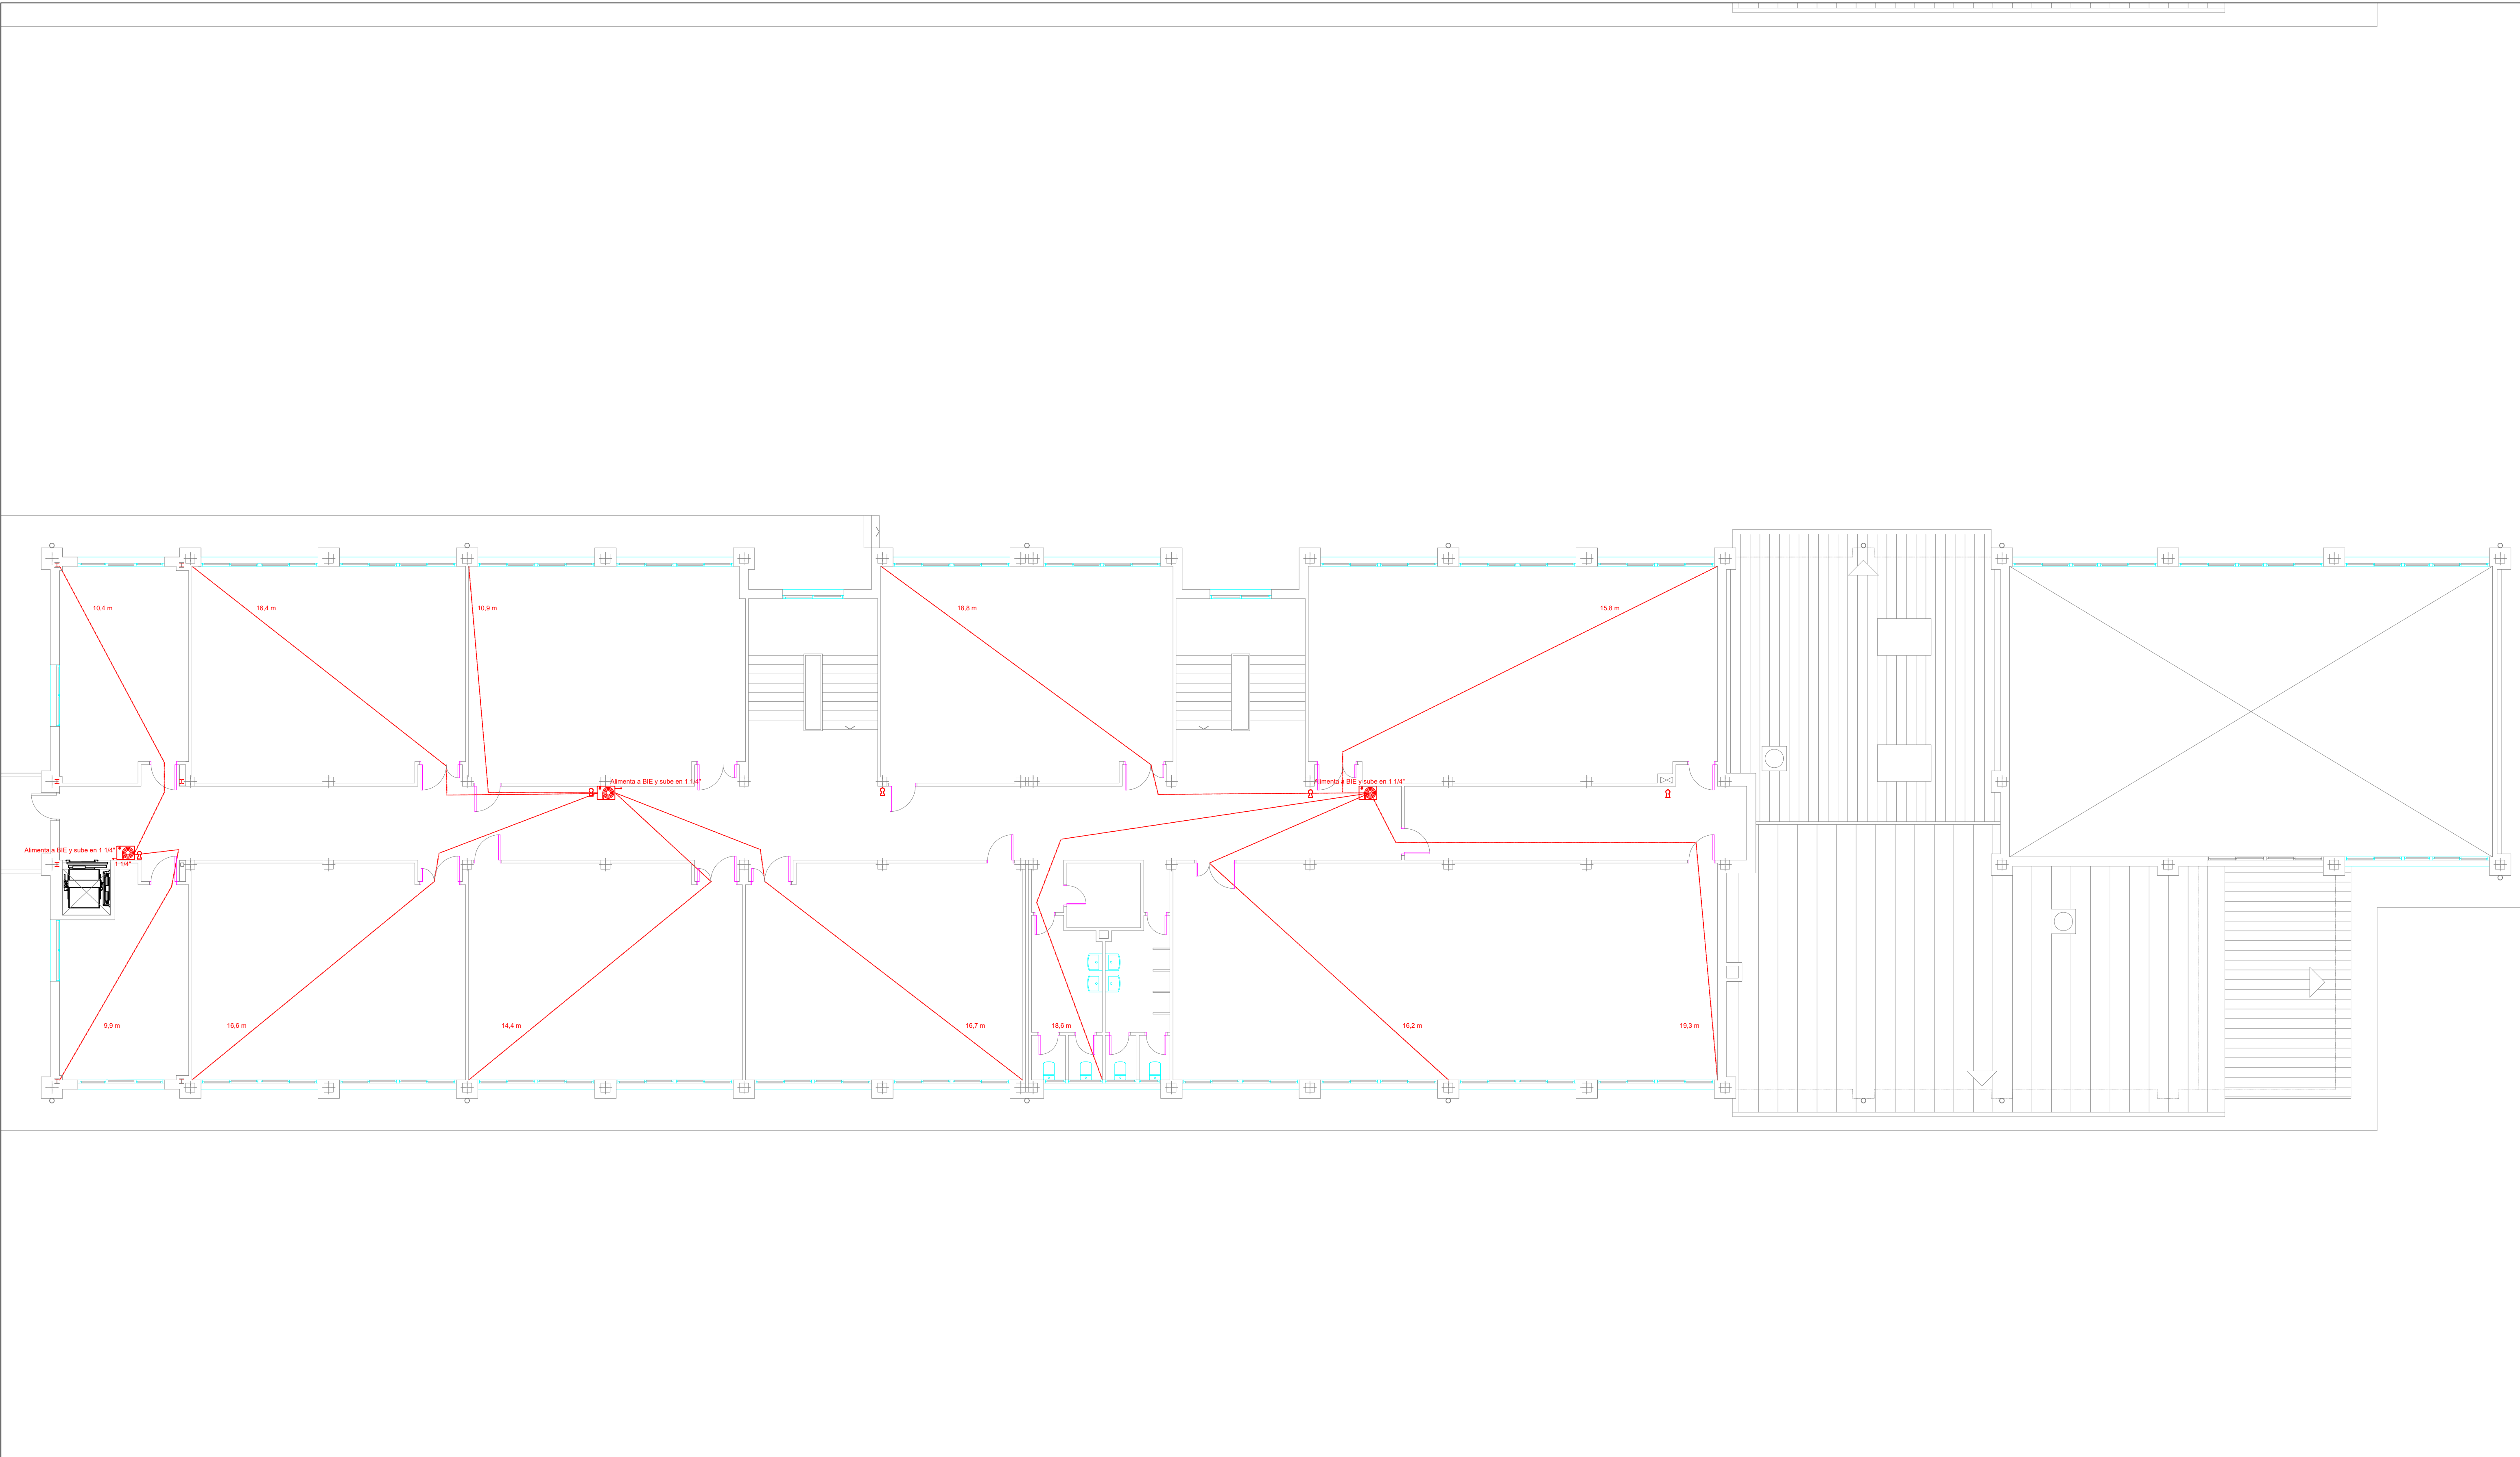 10,4 m
16,4 m
10,9 m
18,8 m
15,8 m
Alimenta a BIE y sube en 1 1/4"
Alimenta a BIE y sube en 1 1/4"
Alimenta a BIE y sube en 1 1/4"
1 1/4"
9,9 m
16,6 m
14,4 m
16,7 m
18,6 m
16,2 m
19,3 m